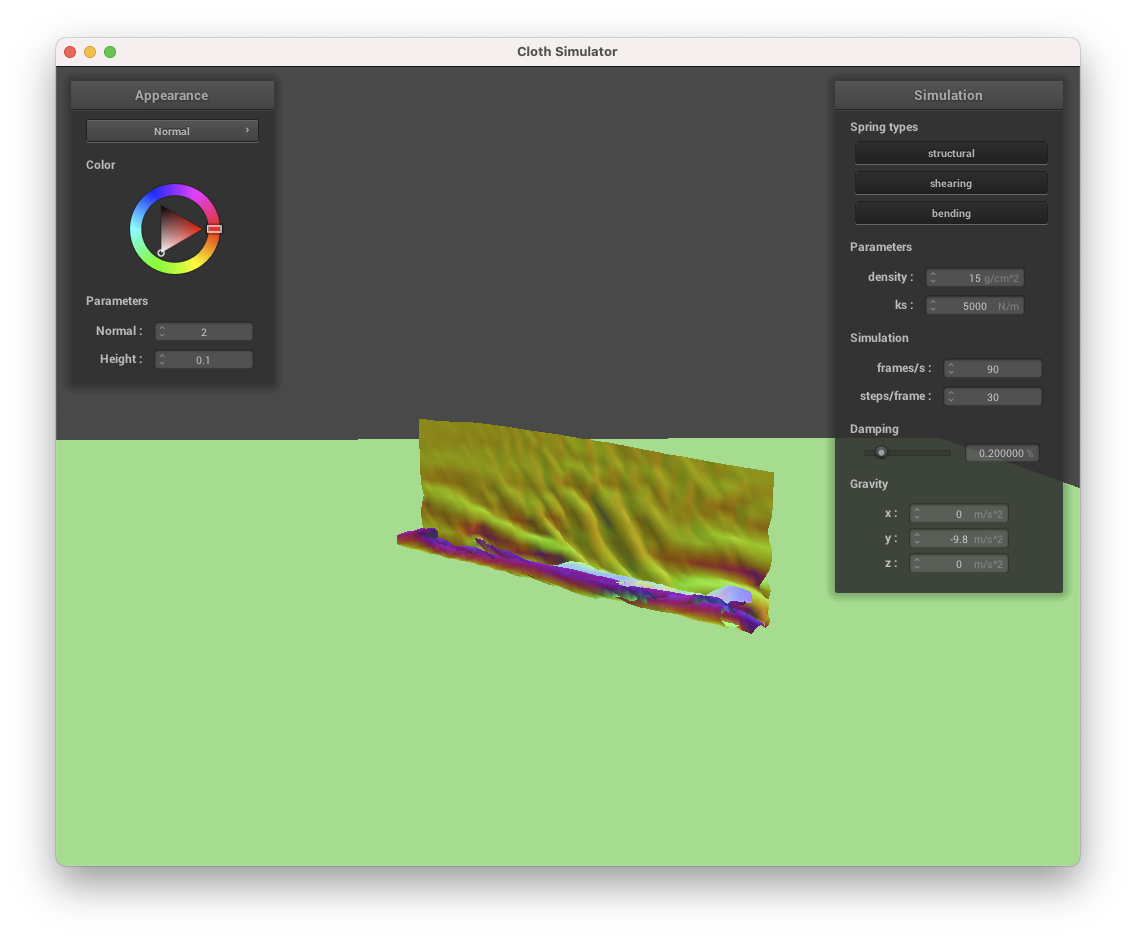 Cloth Simulator
Appearance
Normal
Color
Parameters
Normal : 2
Height : 0.1
Simulation
Spring types
structural
shearing
bending
Parameters
density : 15 g/cm^2
ks : 5000 N/m
Simulation
frames/s : 90
steps/frame : 30
Damping
0.200000 %
Gravity
x : 0 m/s^2
y : -9.8 m/s^2
z : 0 m/s^2